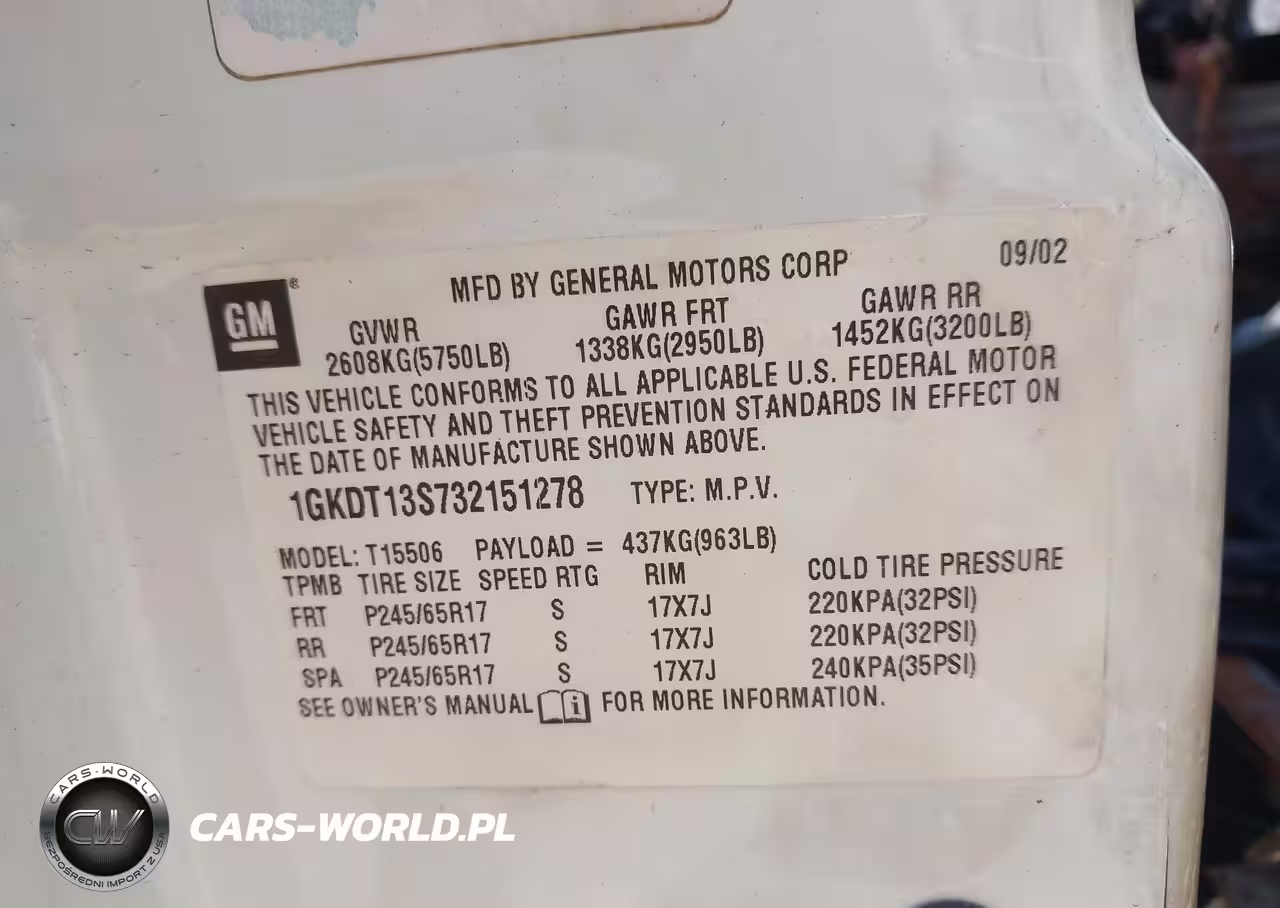 MFD BY GENERAL MOTORS CORP 09/02
GM®
GVWR GAWR FRT GAWR RR
2608KG(5750LB) 1338KG(2950LB) 1452KG(3200LB)
THIS VEHICLE CONFORMS TO ALL APPLICABLE U.S. FEDERAL MOTOR
VEHICLE SAFETY AND THEFT PREVENTION STANDARDS IN EFFECT ON
THE DATE OF MANUFACTURE SHOWN ABOVE.
1GKDT13S732151278 TYPE: M.P.V.
MODEL: T15506 PAYLOAD = 437KG(963LB)
TPMB TIRE SIZE SPEED RTG RIM COLD TIRE PRESSURE
FRT P245/65R17 S 17X7J 220KPA(32PSI)
RR P245/65R17 S 17X7J 220KPA(32PSI)
SPA P245/65R17 S 17X7J 240KPA(35PSI)
SEE OWNER'S MANUAL i FOR MORE INFORMATION.
CARS-WORLD
CW
BEZPOŚREDNI IMPORT Z USA
CARS-WORLD.PL